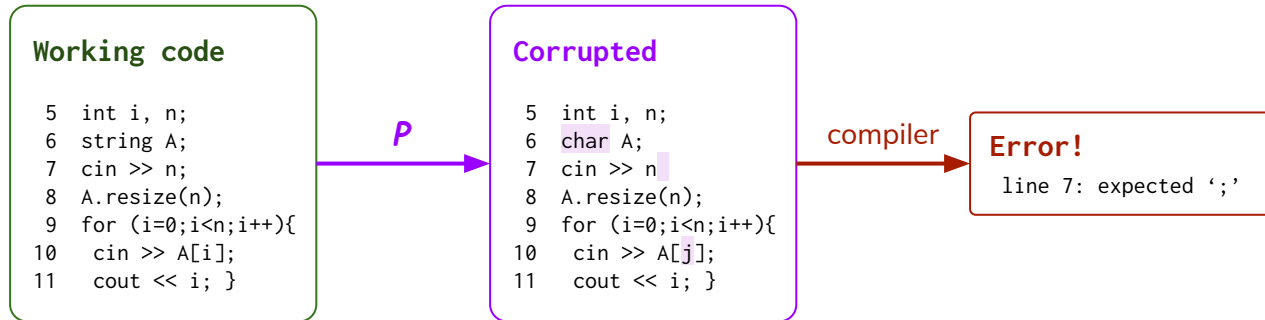 Working code
5 int i, n;
6 string A;
7 cin >> n;
8 A.resize(n);
9 for (i=0;i<n;i++){
10 cin >> A[i];
11 cout << i; }
P
Corrupted
5 int i, n;
6 char A;
7 cin >> n
8 A.resize(n);
9 for (i=0;i<n;i++){
10 cin >> A[j];
11 cout << i; }
compiler
Error!
line 7: expected ‘;’